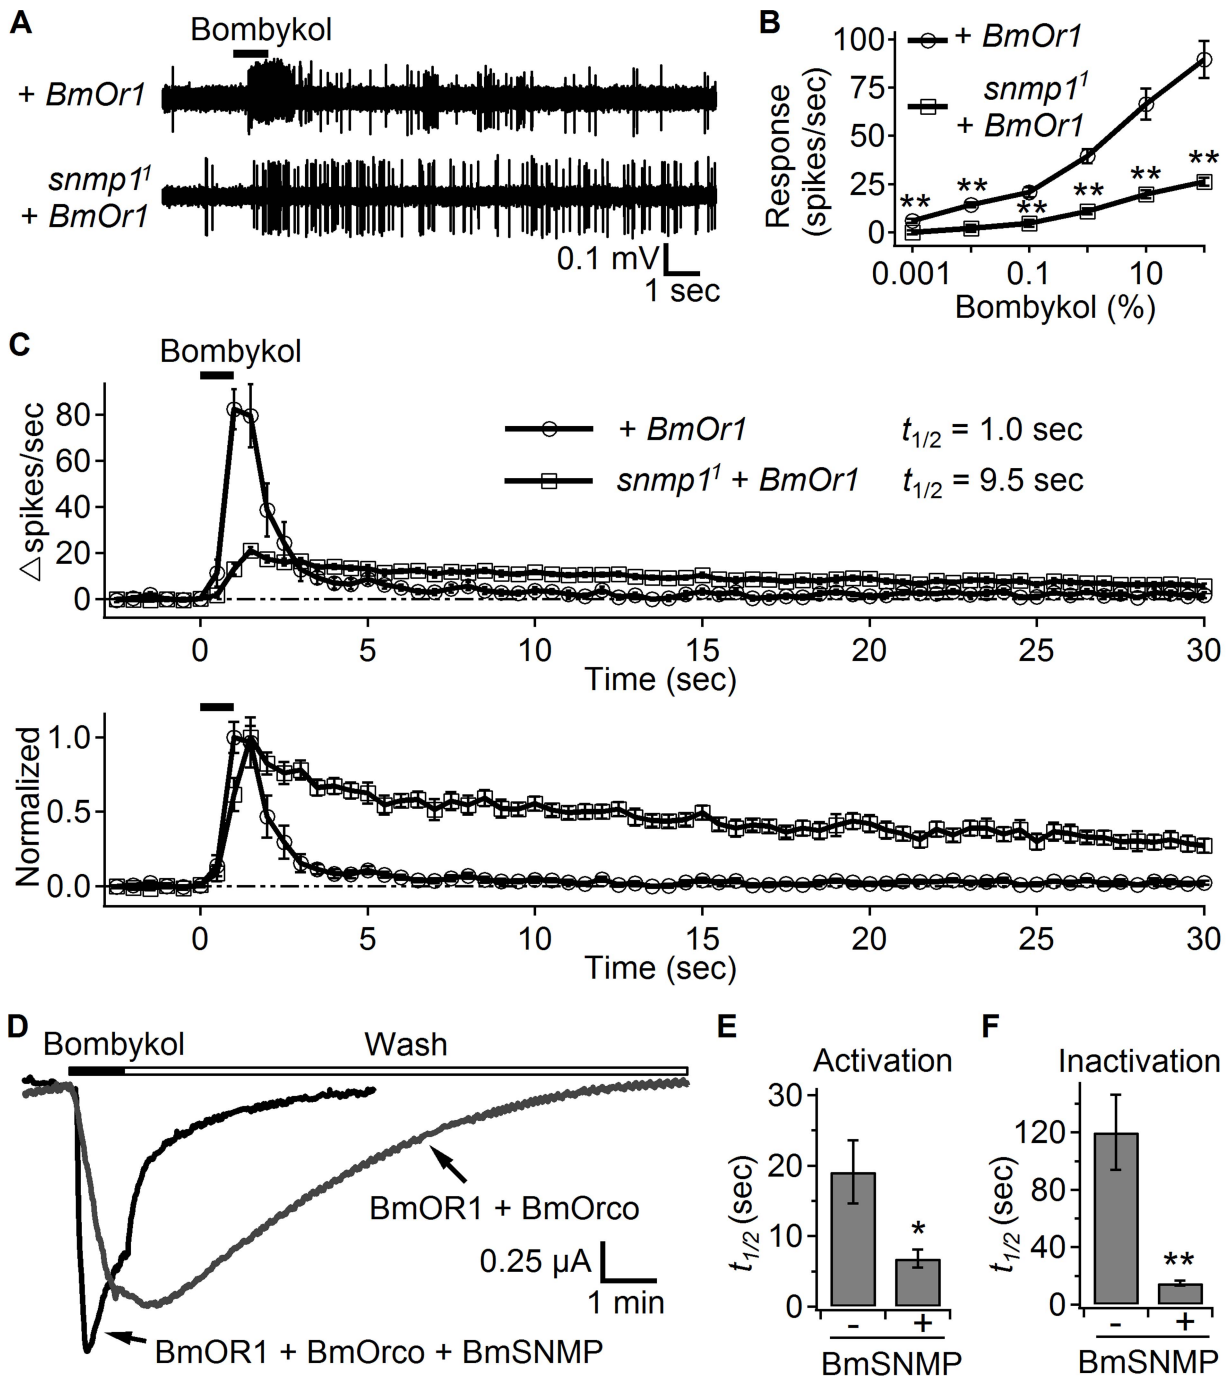 A
Bombykol
+ BmOr1
snmp1¹
+ BmOr1
0.1 mV
1 sec
B
+ BmOr1
snmp1¹
+ BmOr1
Response
(spikes/sec)
100
75
50
25
0
**
**
**
**
**
**
0.001
0.1
10
Bombykol (%)
C
Bombykol
△spikes/sec
80
60
40
20
0
+ BmOr1 t1/2 = 1.0 sec
snmp1¹ + BmOr1 t1/2 = 9.5 sec
0 5 10 15 20 25 30
Time (sec)
Normalized
1.0
0.5
0.0
0 5 10 15 20 25 30
Time (sec)
D
Bombykol
Wash
BmOR1 + BmOrco
0.25 µA
1 min
BmOR1 + BmOrco + BmSNMP
E
Activation
t1/2 (sec)
30
20
10
0
*
- +
BmSNMP
F
Inactivation
t1/2 (sec)
120
80
40
0
**
- +
BmSNMP